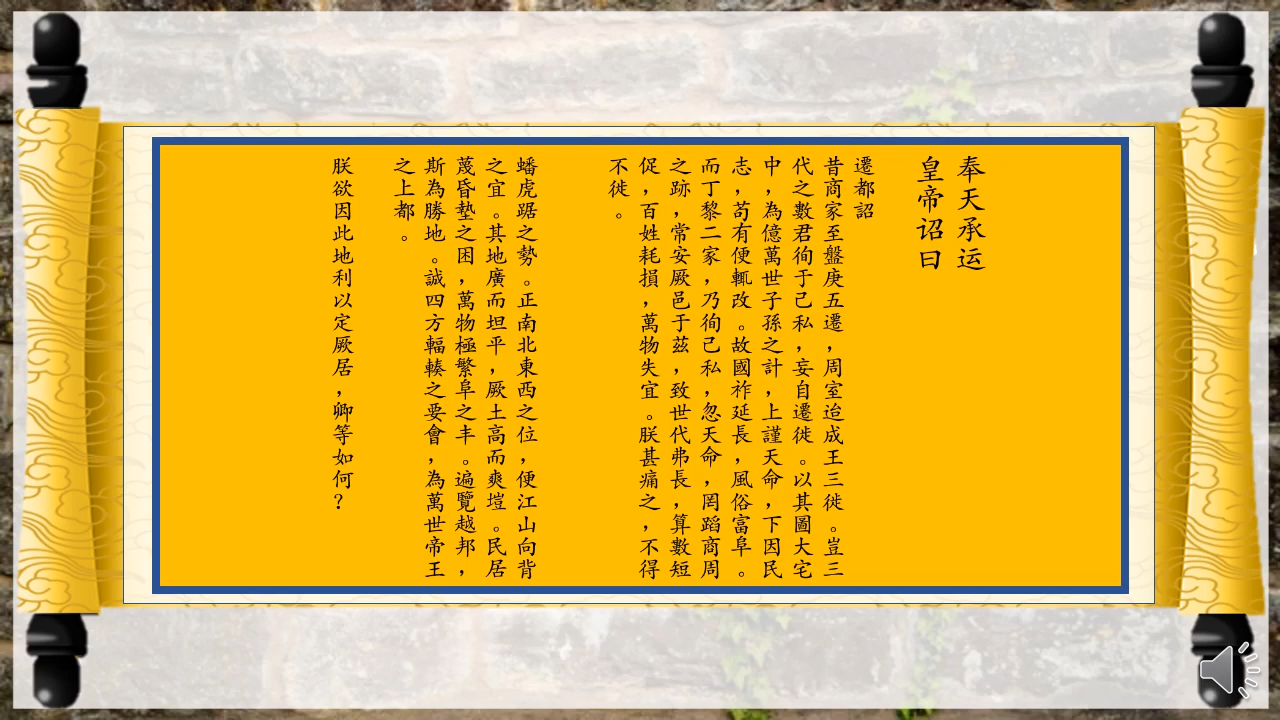 奉天承运
皇帝诏曰
遷都詔
昔商家至盤庚五遷，周室迨成王三徙。豈三
代之數君徇于己私，妄自遷徙。以其圖大宅
中，為億萬世子孫之計，上謹天命，下因民
志，苟有便輒改。故國祚延長，風俗富阜。
而丁黎二家，乃徇己私，忽天命，罔蹈商周
之跡，常安厥邑于茲，致世代弗長，算數短
促，百姓耗損，萬物失宜。朕甚痛之，不得
不徙。
蟠虎踞之勢。正南北東西之位，便江山向背
之宜。其地廣而坦平，厥土高而爽塏。民居
蔑昏墊之困，萬物極繁阜之丰。遍覽越邦，
斯為勝地。誠四方輻輳之要會，為萬世帝王
之上都。
朕欲因此地利以定厥居，卿等如何？